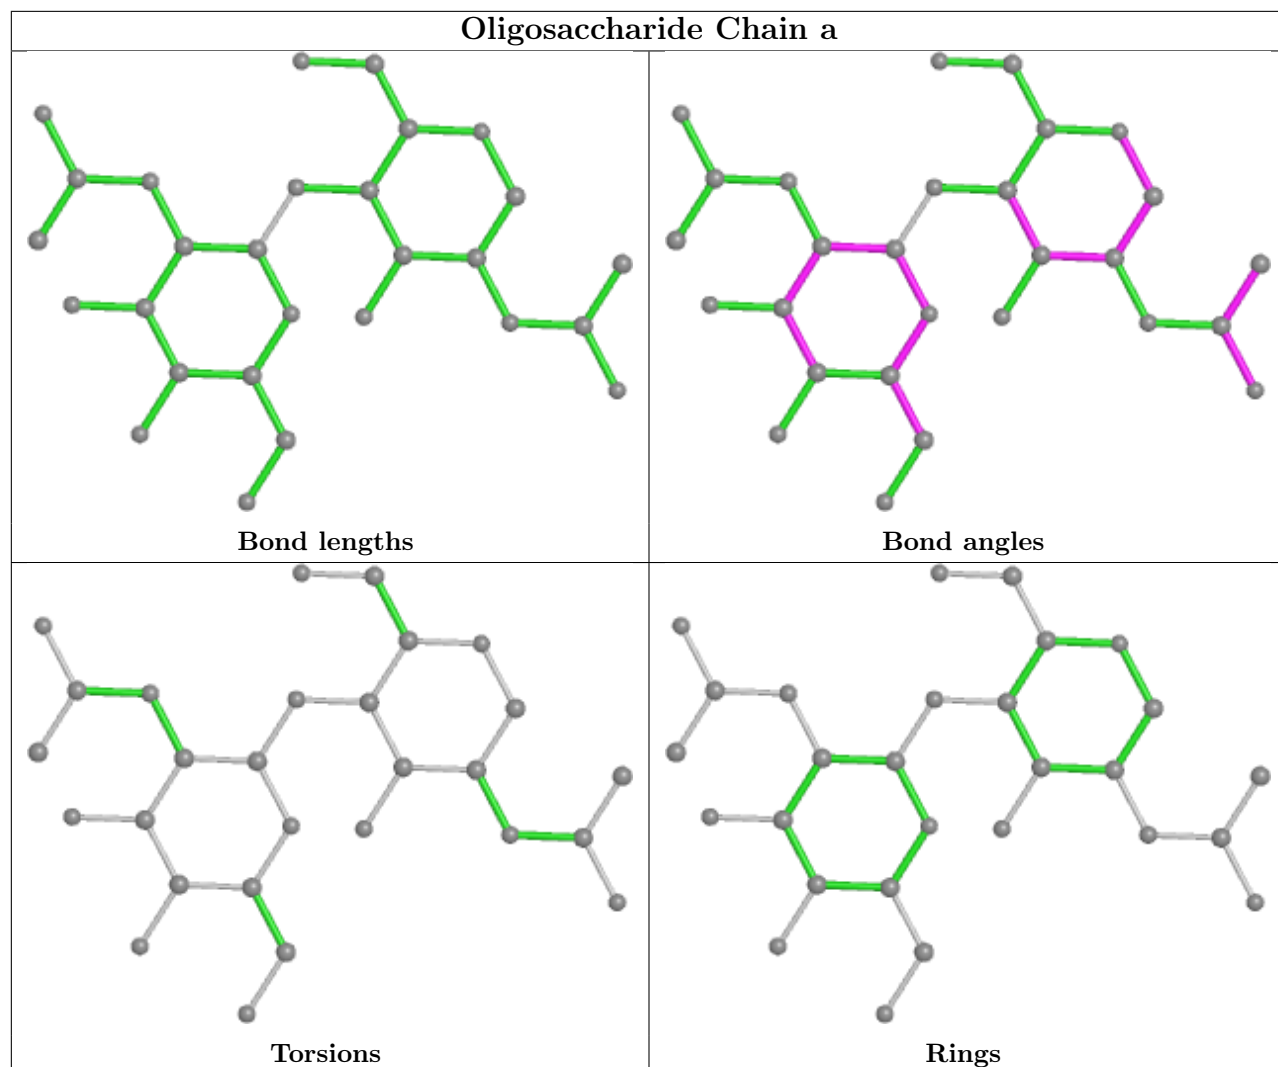 Oligosaccharide Chain a
Bond lengths
Bond angles
Torsions
Rings